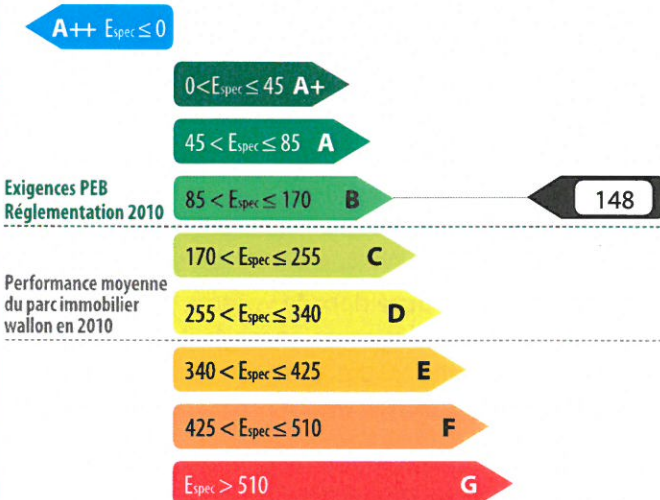 A++ Espec ≤ 0
0<Espec ≤ 45 A+
45 < Espec ≤ 85 A
Exigences PEB
Réglementation 2010
85 < Espec ≤ 170 B
148
170 < Espec ≤ 255 C
Performance moyenne
du parc immobilier
wallon en 2010
255 < Espec ≤ 340 D
340 < Espec ≤ 425 E
425 < Espec ≤ 510 F
Espec > 510 G